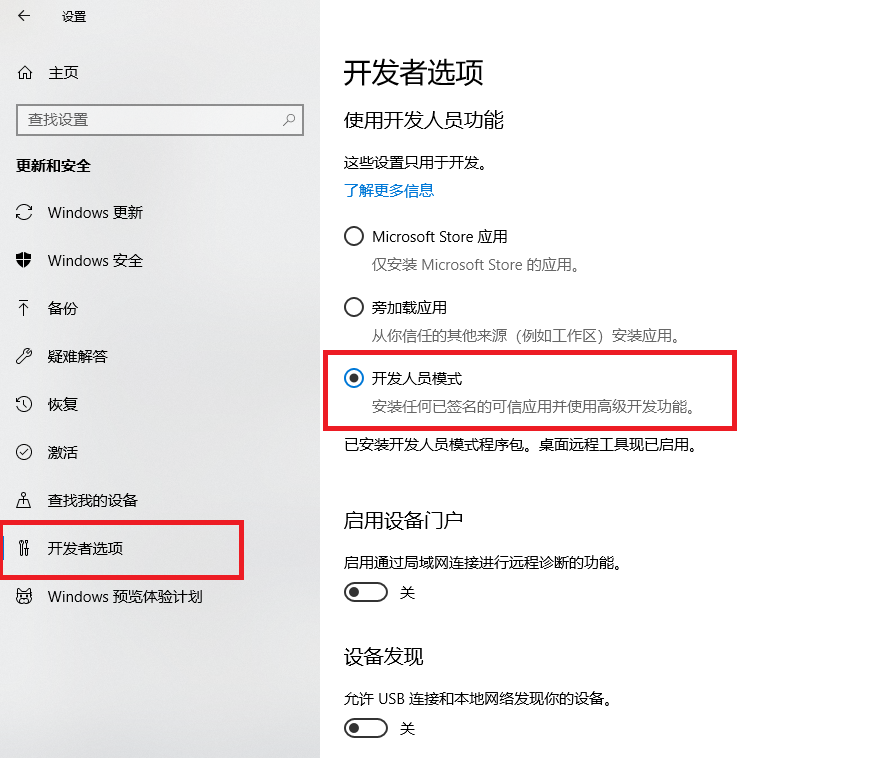 设置
主页
查找设置
更新和安全
Windows 更新
Windows 安全
备份
疑难解答
恢复
激活
查找我的设备
开发者选项
Windows 预览体验计划
开发者选项
使用开发人员功能
这些设置只用于开发。
了解更多信息
Microsoft Store 应用
仅安装 Microsoft Store 的应用。
旁加载应用
从你信任的其他来源（例如工作区）安装应用。
开发人员模式
安装任何已签名的可信应用并使用高级开发功能。
已安装开发人员模式程序包。桌面远程工具现已启用。
启用设备门户
启用通过局域网连接进行远程诊断的功能。
关
设备发现
允许 USB 连接和本地网络发现你的设备。
关